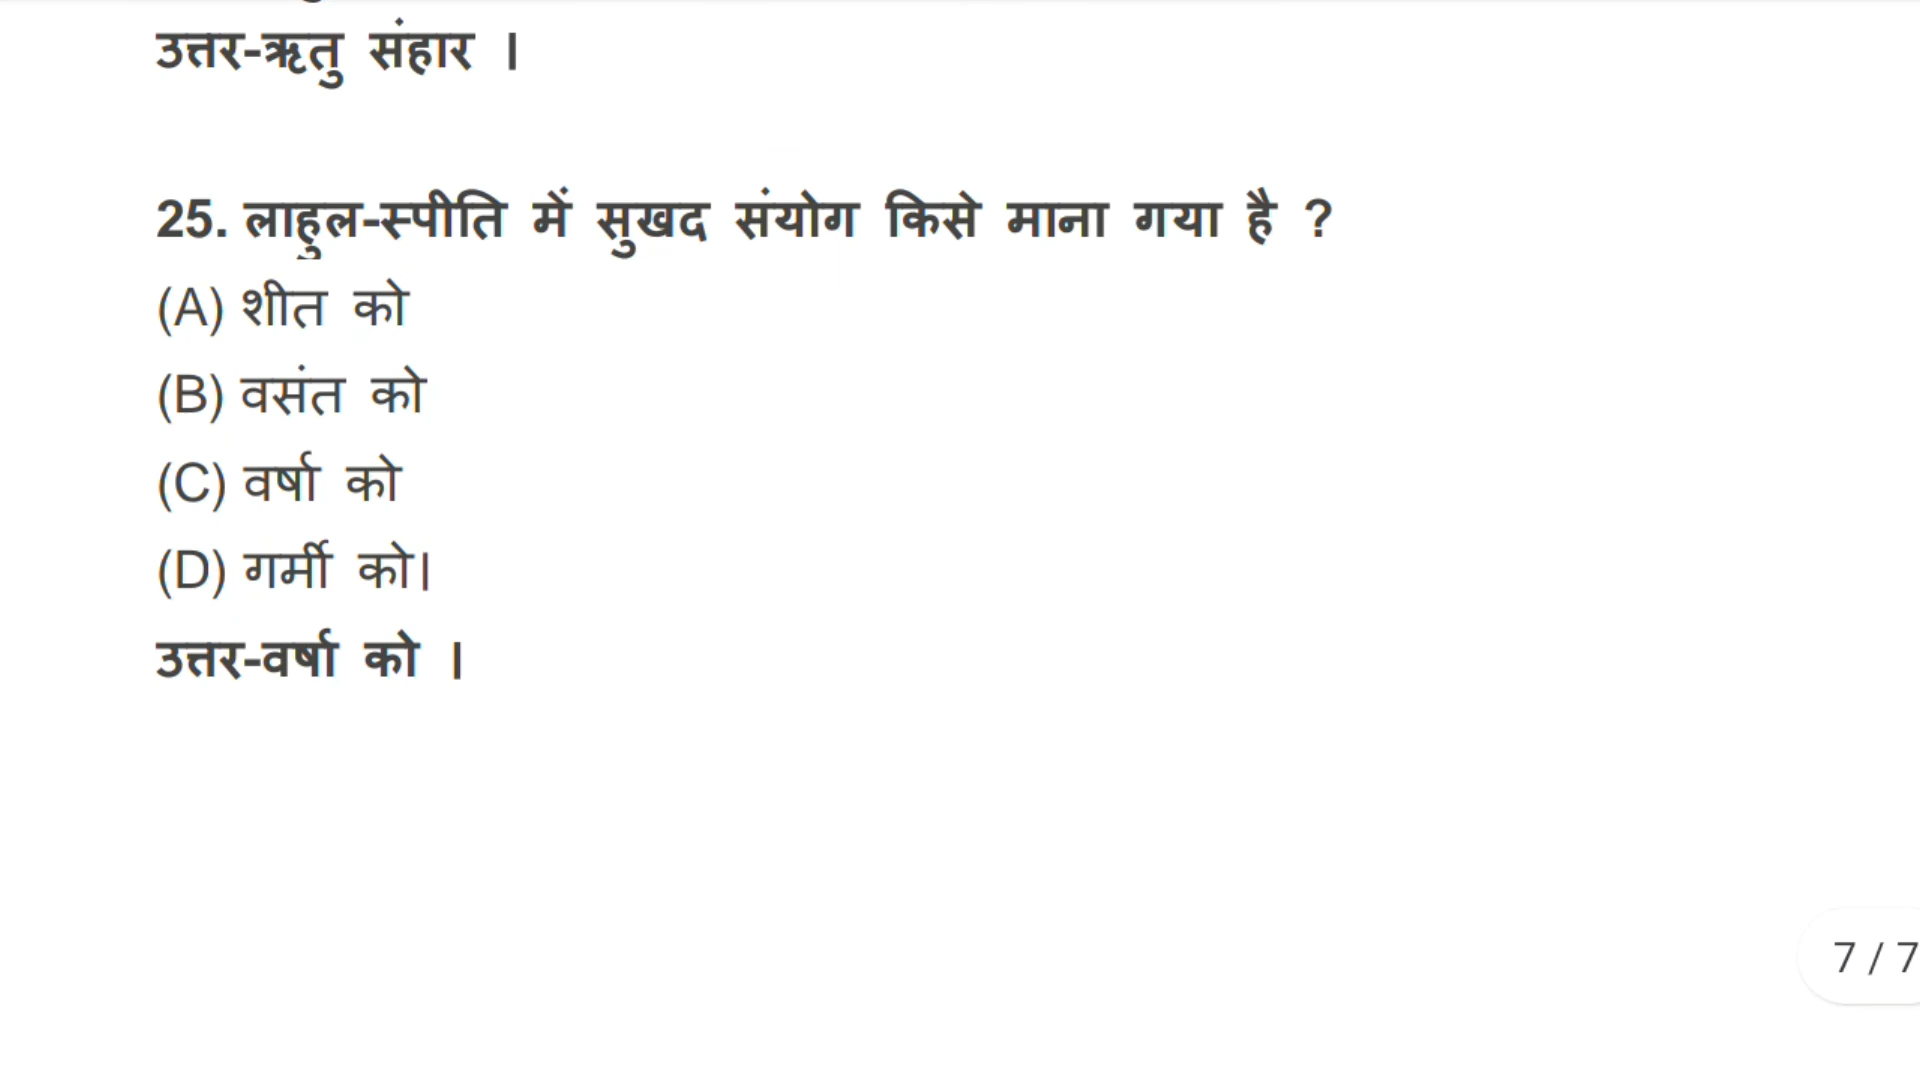 उत्तर-ऋतु संहार ।
25. लाहुल-स्पीति में सुखद संयोग किसे माना गया है ?
(A) शीत को
(B) वसंत को
(C) वर्षा को
(D) गर्मी को।
उत्तर-वर्षा को ।
7 / 7